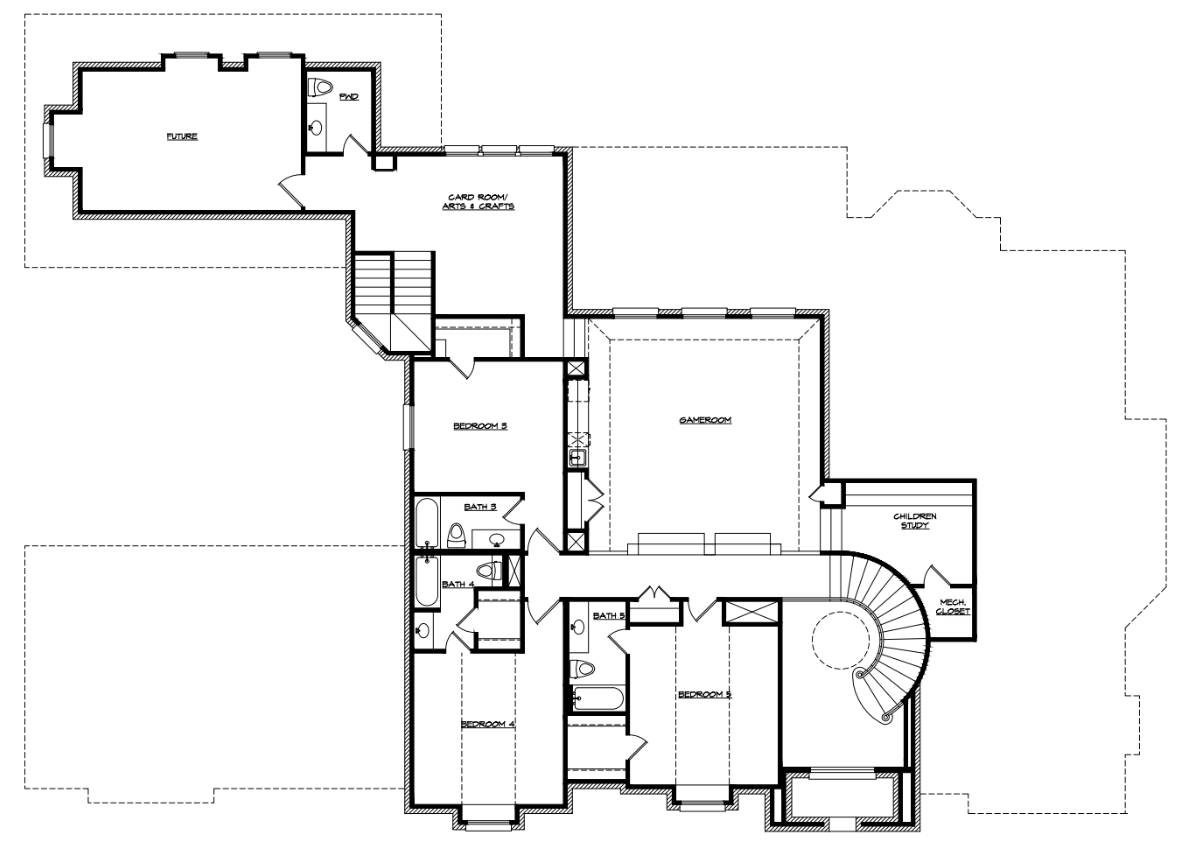 PWD
FUTURE
CARD ROOM/
ARTS & CRAFTS
GAMEROOM
BEDROOM 3
BATH 3
CHILDREN
STUDY
BATH 4
MECH.
CLOSET
BATH 5
BEDROOM 5
BEDROOM 4